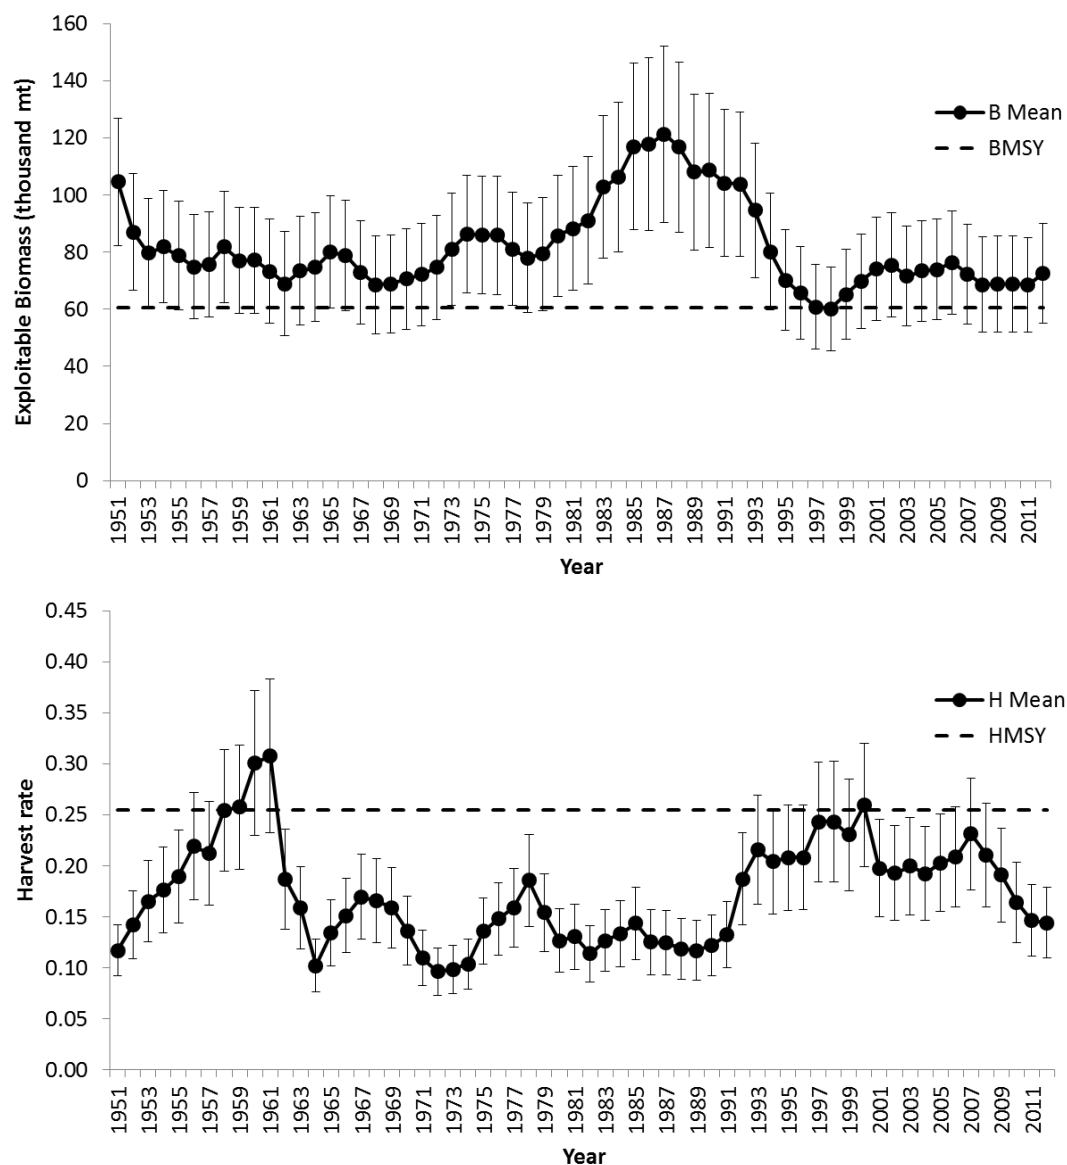 Exploitable Biomass (thousand mt)
160
140
120
100
80
60
40
20
0
B Mean
BMSY
1951 1953 1955 1957 1959 1961 1963 1965 1967 1969 1971 1973 1975 1977 1979 1981 1983 1985 1987 1989 1991 1993 1995 1997 1999 2001 2003 2005 2007 2009 2011
Year
Harvest rate
0.45
0.40
0.35
0.30
0.25
0.20
0.15
0.10
0.05
0.00
H Mean
HMSY
1951 1953 1955 1957 1959 1961 1963 1965 1967 1969 1971 1973 1975 1977 1979 1981 1983 1985 1987 1989 1991 1993 1995 1997 1999 2001 2003 2005 2007 2009 2011
Year